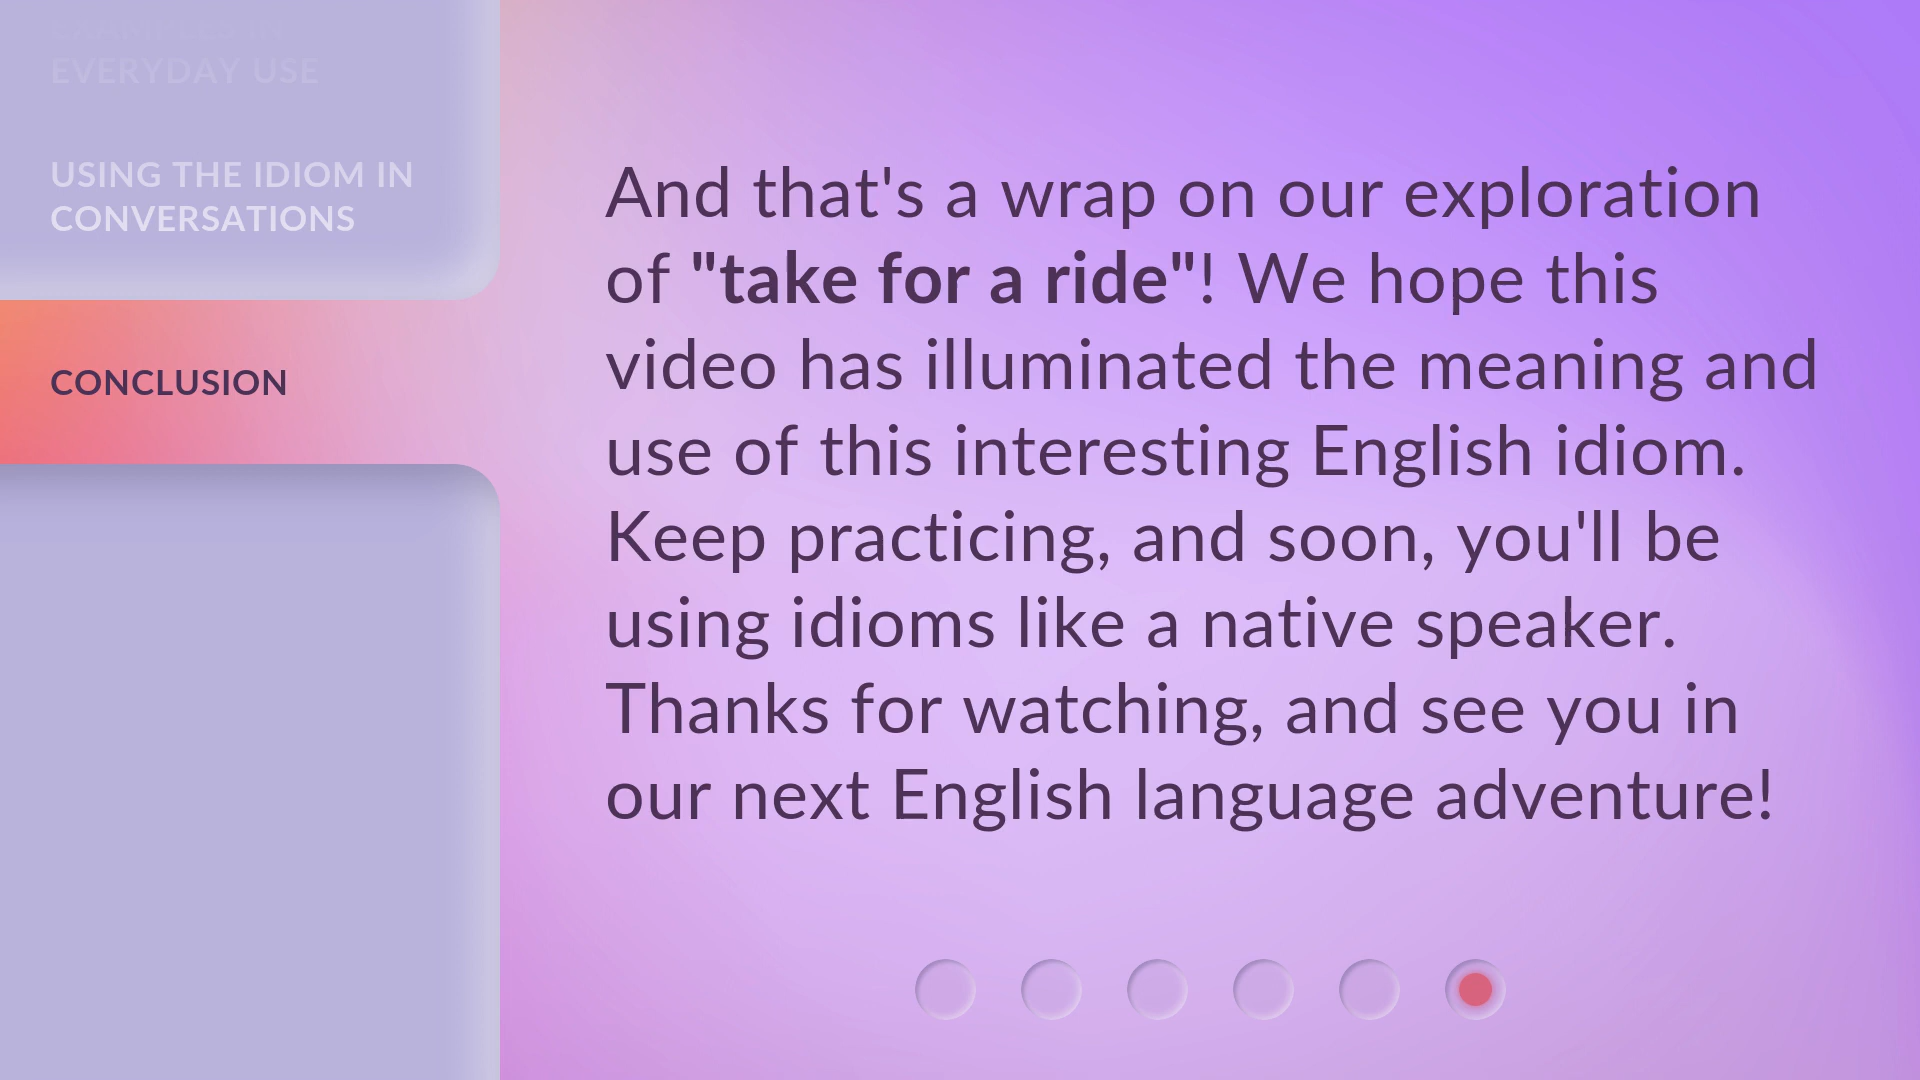 EVERYDAY USE
USING THE IDIOM IN
CONVERSATIONS
CONCLUSION
And that's a wrap on our exploration
of "take for a ride"! We hope this
video has illuminated the meaning and
use of this interesting English idiom.
Keep practicing, and soon, you'll be
using idioms like a native speaker.
Thanks for watching, and see you in
our next English language adventure!